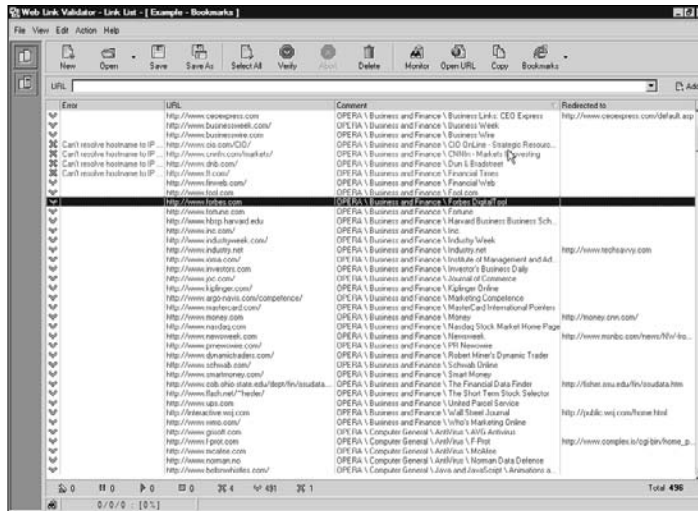 Web Link Validator - Link List - [ Example - Bookmarks ]
File View Edit Action Help
New Open Save Save As Select All Verify Abort Delete Monitor Open URL Copy Bookmarks
URL Add
Error URL Comment Redirected to
http://www.ceoexpress.com OPERA \ Business and Finance \ Business Links: CEO Express http://www.ceoexpress.com/default.asp
http://www.businessweek.com/ OPERA \ Business and Finance \ Business Week
http://www.businesswire.com OPERA \ Business and Finance \ Business Wire
Can't resolve hostname to IP ... http://www.cio.com/CIO/ OPERA \ Business and Finance \ CIO OnLine - Strategic Resourc...
Can't resolve hostname to IP ... http://www.cnnfn.com/markets/ OPERA \ Business and Finance \ CNNfn - Markets
Can't resolve hostname to IP ... http://www.dnb.com/ OPERA \ Business and Finance \ Dun & Bradstreet
Can't resolve hostname to IP ... http://www.ft.com/ OPERA \ Business and Finance \ Financial Times
http://www.finweb.com/ OPERA \ Business and Finance \ Financial Web
http://www.fool.com OPERA \ Business and Finance \ Fool.com
http://www.forbes.com OPERA \ Business and Finance \ Forbes DigitalTool
http://www.fortune.com OPERA \ Business and Finance \ Fortune
http://www.hbsp.harvard.edu OPERA \ Business and Finance \ Harvard Business Business Sch...
http://www.inc.com/ OPERA \ Business and Finance \ Inc.
http://www.industryweek.com/ OPERA \ Business and Finance \ Industry Week
http://www.industry.net OPERA \ Business and Finance \ Industry.net http://www.techsavvy.com
http://www.ioma.com/ OPERA \ Business and Finance \ Institute of Management and Ad...
http://www.investors.com OPERA \ Business and Finance \ Investor's Business Daily
http://www.joc.com/ OPERA \ Business and Finance \ Journal of Commerce
http://www.kiplinger.com/ OPERA \ Business and Finance \ Kiplinger Online
http://www.argo-navis.com/competence/ OPERA \ Business and Finance \ Marketing Competence
http://www.mastercard.com/ OPERA \ Business and Finance \ MasterCard International Pointers
http://www.money.com OPERA \ Business and Finance \ Money http://money.cnn.com/
http://www.nasdaq.com OPERA \ Business and Finance \ Nasdaq Stock Market Home Page
http://www.newsweek.com OPERA \ Business and Finance \ Newsweek http://www.msnbc.com/news/NW-fro...
http://www.prnewswire.com/ OPERA \ Business and Finance \ PR Newswire
http://www.dynamictraders.com/ OPERA \ Business and Finance \ Robert Miner's Dynamic Trader
http://www.schwab.com/ OPERA \ Business and Finance \ Schwab Online
http://www.smartmoney.com/ OPERA \ Business and Finance \ Smart Money
http://www.cob.ohio-state.edu/dept/fin/osudata... OPERA \ Business and Finance \ The Financial Data Finder http://fisher.osu.edu/fin/osudata.htm
http://www.flash.net/~hesler/ OPERA \ Business and Finance \ The Short Term Stock Selector
http://www.ups.com OPERA \ Business and Finance \ United Parcel Service
http://interactive.wsj.com OPERA \ Business and Finance \ Wall Street Journal http://public.wsj.com/home.html
http://www.wmo.com/ OPERA \ Business and Finance \ Who's Marketing Online
http://www.grisoft.com OPERA \ Computer General \ AntiVirus \ AVG Antivirus
http://www.f-prot.com OPERA \ Computer General \ AntiVirus \ F-Prot http://www.complex.is/cgi-bin/home_p...
http://www.mcafee.com OPERA \ Computer General \ AntiVirus \ McAfee
http://www.norman.no OPERA \ Computer General \ AntiVirus \ Norman Data Defense
http://www.bellsnwhistles.com/ OPERA \ Computer General \ Java and JavaScript \ Animations a...
0 0 0 0 4 491 1 Total 496
0/0/0 : [0%]